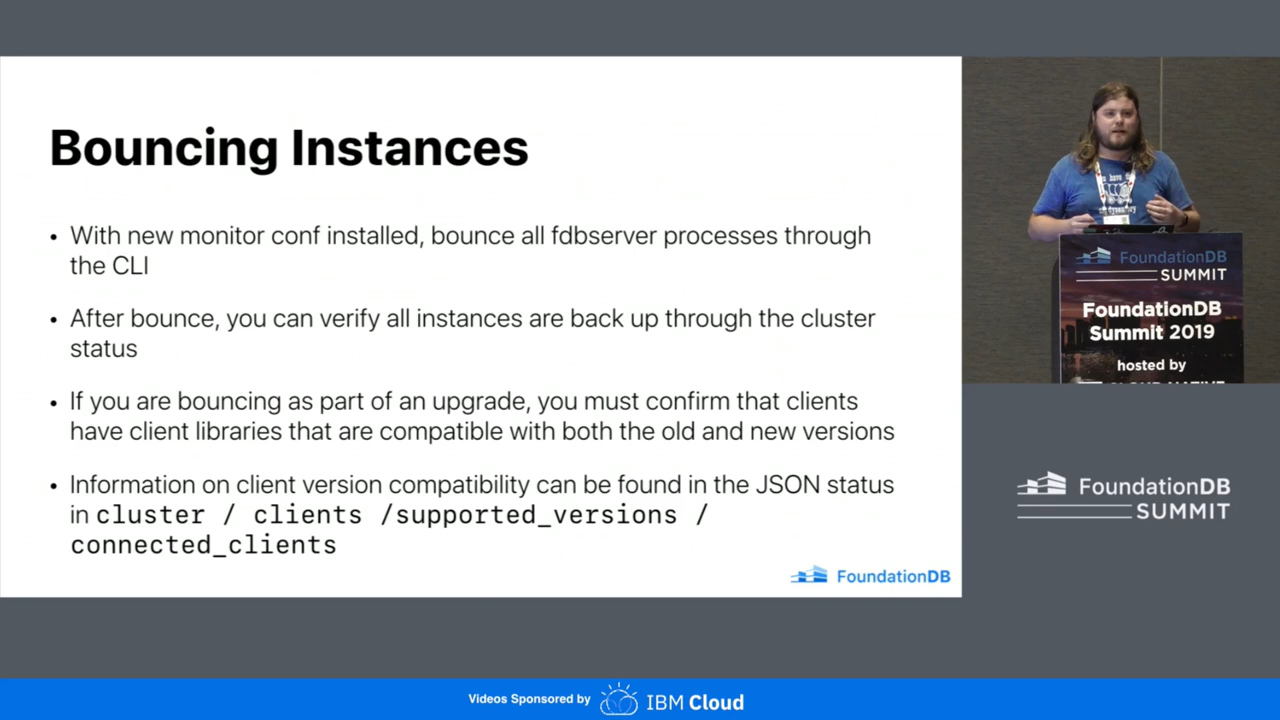 Bouncing Instances
• With new monitor conf installed, bounce all fdbserver processes through
the CLI
• After bounce, you can verify all instances are back up through the cluster
status
• If you are bouncing as part of an upgrade, you must confirm that clients
have client libraries that are compatible with both the old and new versions
• Information on client version compatibility can be found in the JSON status
in cluster / clients /supported_versions /
connected_clients
FoundationDB
FoundationDB
SUMMIT
FoundationDB
Summit 2019
hosted by
CLOUD NATIVE
FoundationDB
SUMMIT
Videos Sponsored by
IBM Cloud